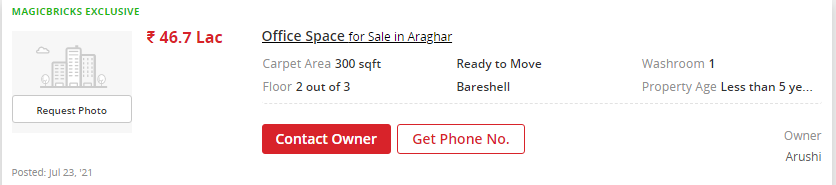 MAGICBRICKS EXCLUSIVE
₹ 46.7 Lac
Office Space for Sale in Araghar
Carpet Area 300 sqft Ready to Move Washroom 1
Floor 2 out of 3 Bareshell Property Age Less than 5 ye...
Request Photo
Contact Owner Get Phone No.
Owner
Arushi
Posted: Jul 23, '21